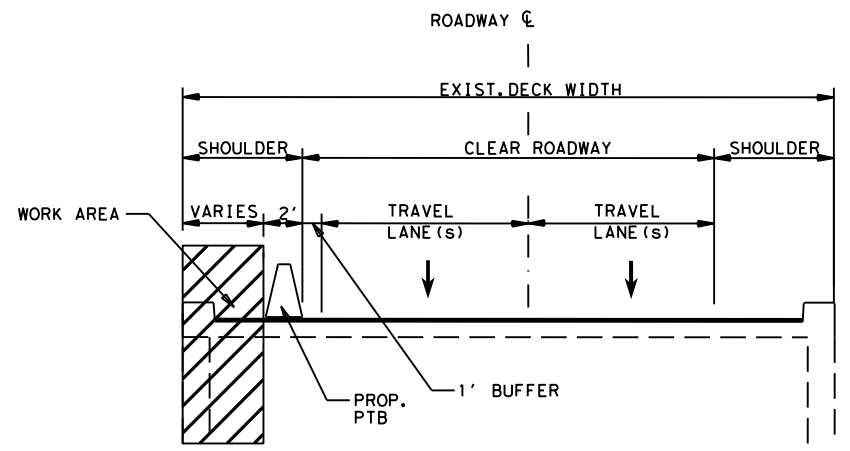 ROADWAY ℄
EXIST. DECK WIDTH
SHOULDER
CLEAR ROADWAY
SHOULDER
WORK AREA
VARIES
2'
TRAVEL
LANE(s)
TRAVEL
LANE(s)
1' BUFFER
PROP.
PTB